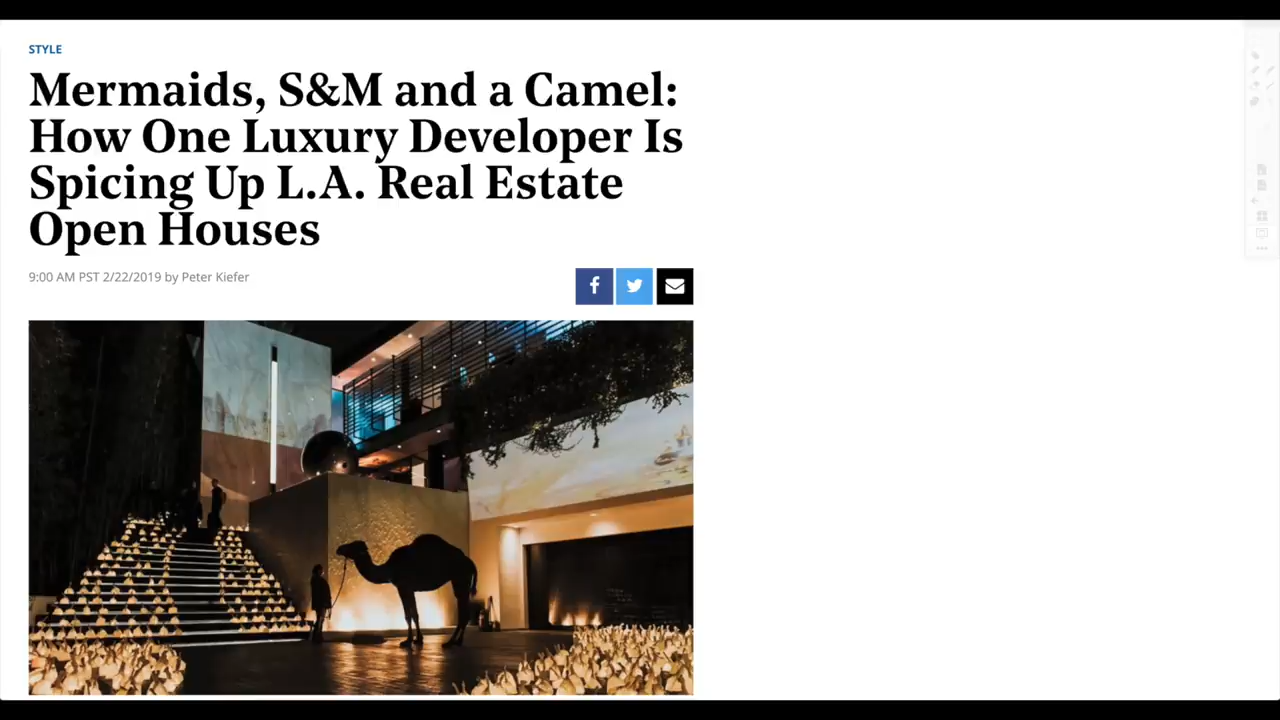 STYLE
Mermaids, S&M and a Camel:
How One Luxury Developer Is
Spicing Up L.A. Real Estate
Open Houses
9:00 AM PST 2/22/2019 by Peter Kiefer